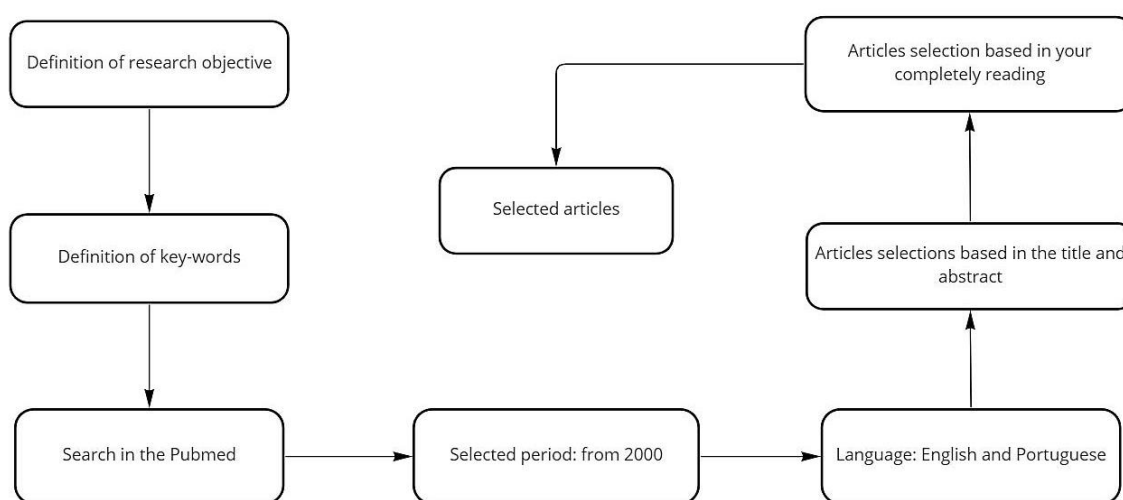 Definition of research objective
Definition of key-words
Search in the Pubmed
Selected period: from 2000
Language: English and Portuguese
Articles selections based in the title and
abstract
Articles selection based in your
completely reading
Selected articles